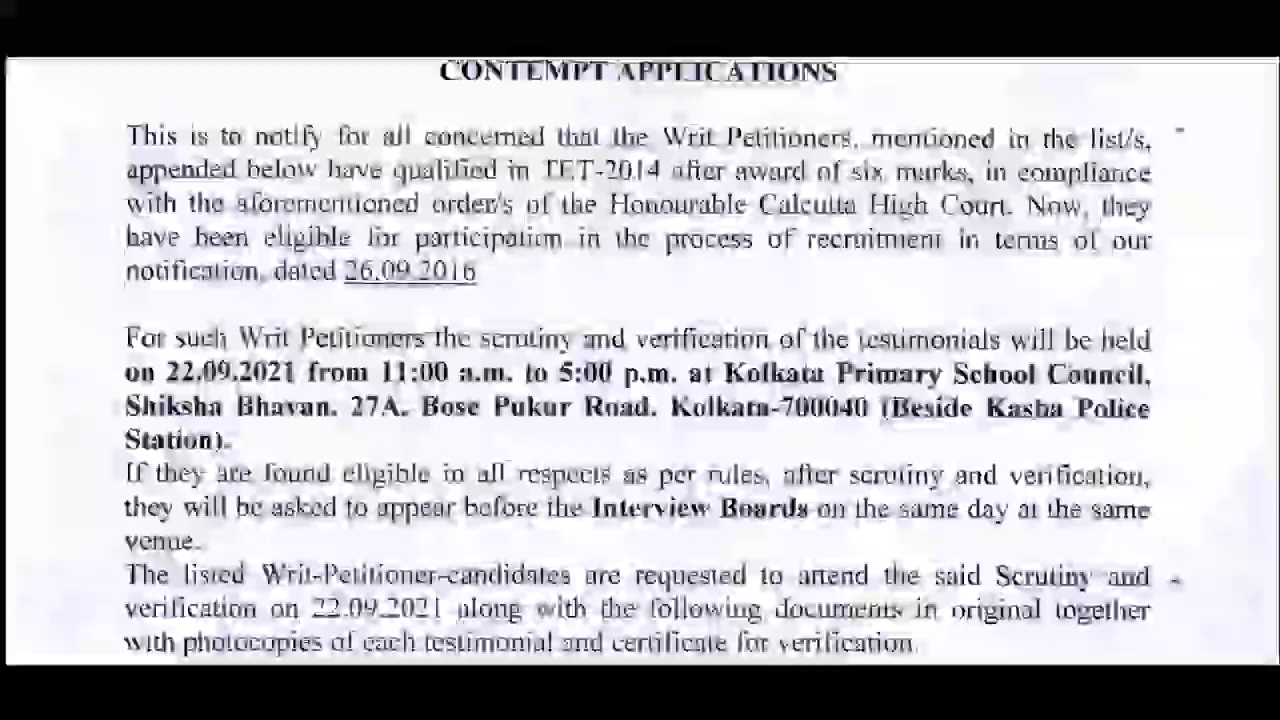 CONTEMPT APPLICATIONS
This is to notify for all concerned that the Writ Petitioners, mentioned in the list/s,
appended below have qualified in TET-2014 after award of six marks, in compliance
with the aforementioned order/s of the Honourable Calcutta High Court. Now, they
have been eligible for participation in the process of recruitment in terms of our
notification, dated 26.09.2016
For such Writ Petitioners the scrutiny and verification of the testimonials will be held
on 22.09.2021 from 11:00 a.m. to 5:00 p.m. at Kolkata Primary School Council,
Shiksha Bhavan, 27A, Bose Pukur Road, Kolkata-700040 (Beside Kasba Police
Station).
If they are found eligible in all respects as per rules, after scrutiny and verification,
they will be asked to appear before the Interview Boards on the same day at the same
venue.
The listed Writ-Petitioner-candidates are requested to attend the said Scrutiny and
verification on 22.09.2021 along with the following documents in original together
with photocopies of each testimonial and certificate for verification.